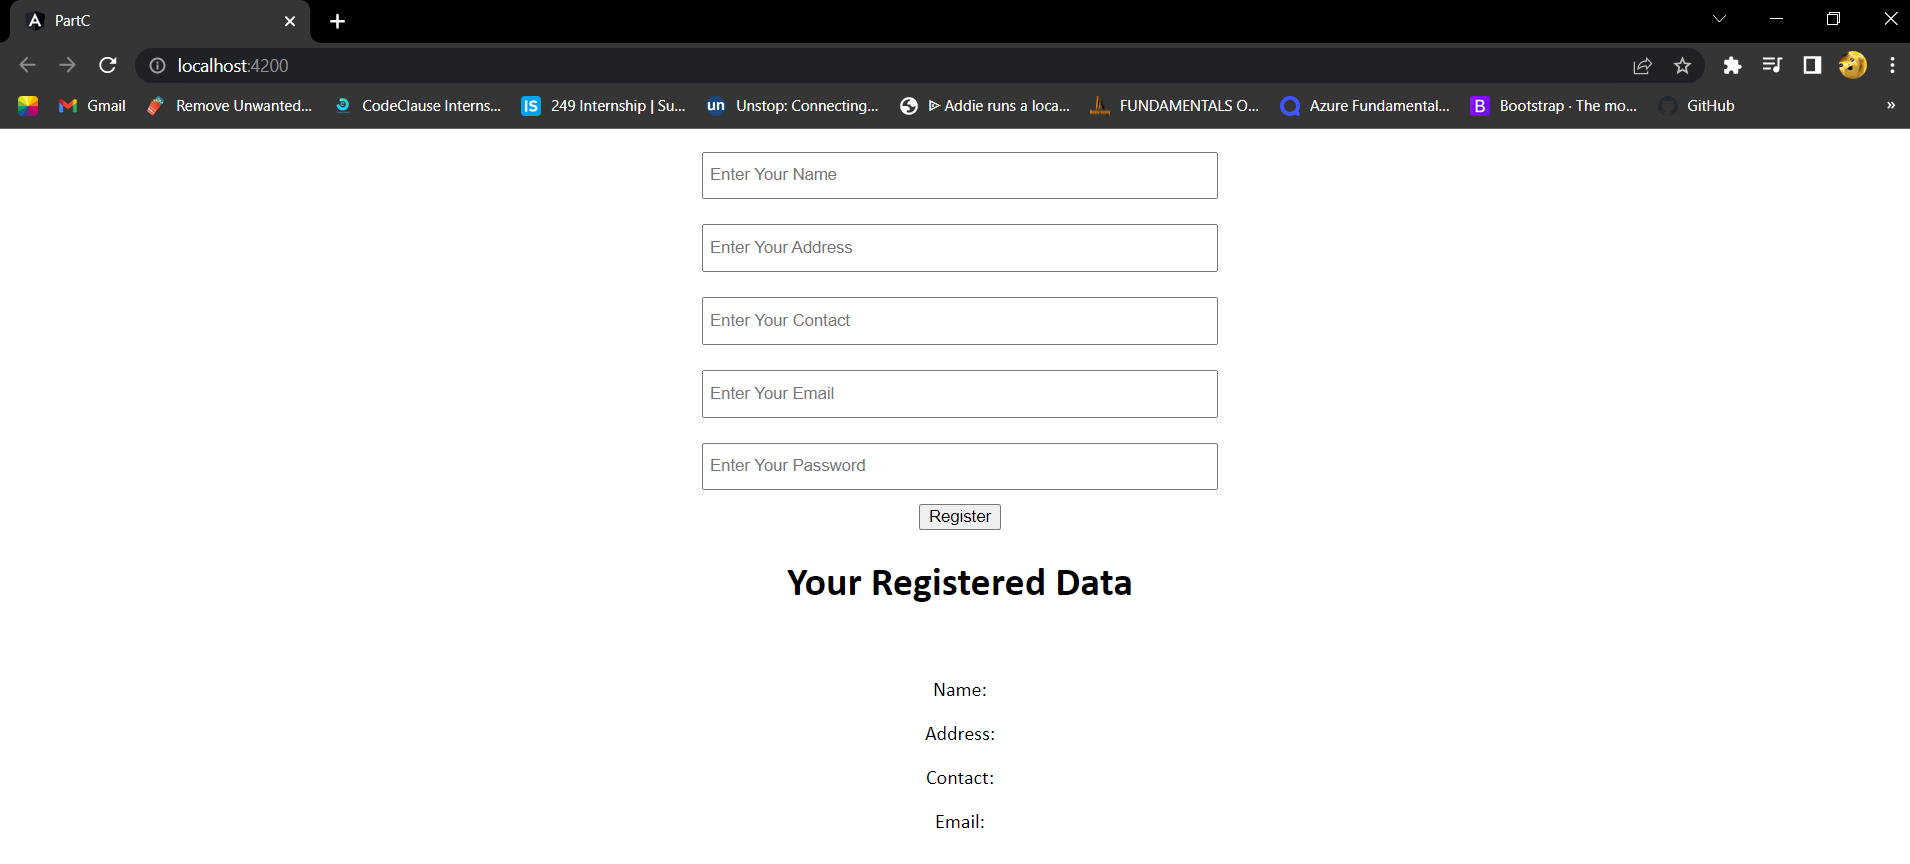 PartC
localhost:4200
Gmail Remove Unwanted... CodeClause Interns... IS 249 Internship | Su... un Unstop: Connecting... Addie runs a loca... FUNDAMENTALS O... Azure Fundamental... B Bootstrap · The mo... GitHub »
Enter Your Name
Enter Your Address
Enter Your Contact
Enter Your Email
Enter Your Password
Register
Your Registered Data
Name:
Address:
Contact:
Email: